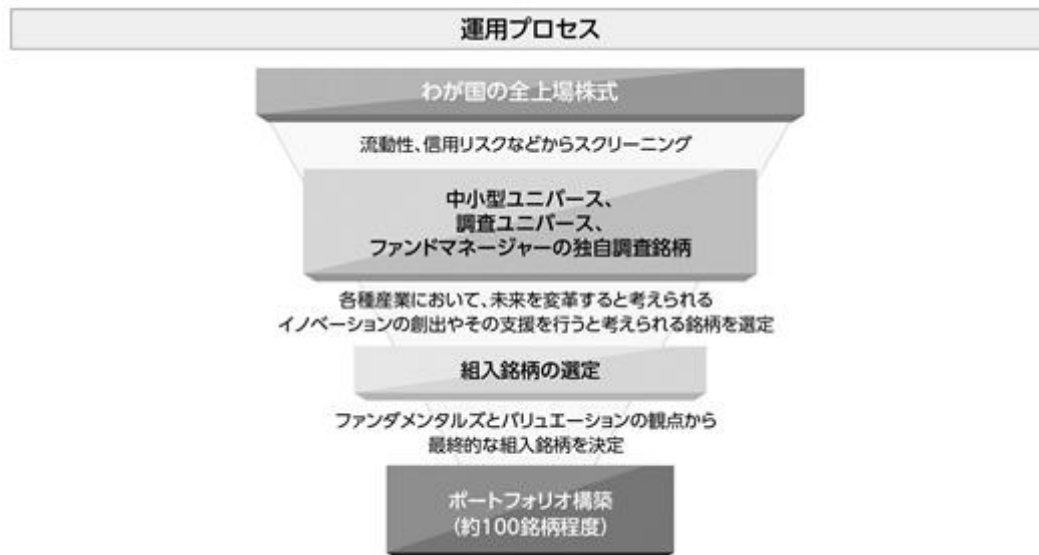 運用プロセス
わが国の全上場株式
流動性、信用リスクなどからスクリーニング
中小型ユニバース、
調査ユニバース、
ファンドマネージャーの独自調査銘柄
各種産業において、未来を変革すると考えられる
イノベーションの創出やその支援を行うと考えられる銘柄を選定
組入銘柄の選定
ファンダメンタルズとバリュエーションの観点から
最終的な組入銘柄を決定
ポートフォリオ構築
(約100銘柄程度)